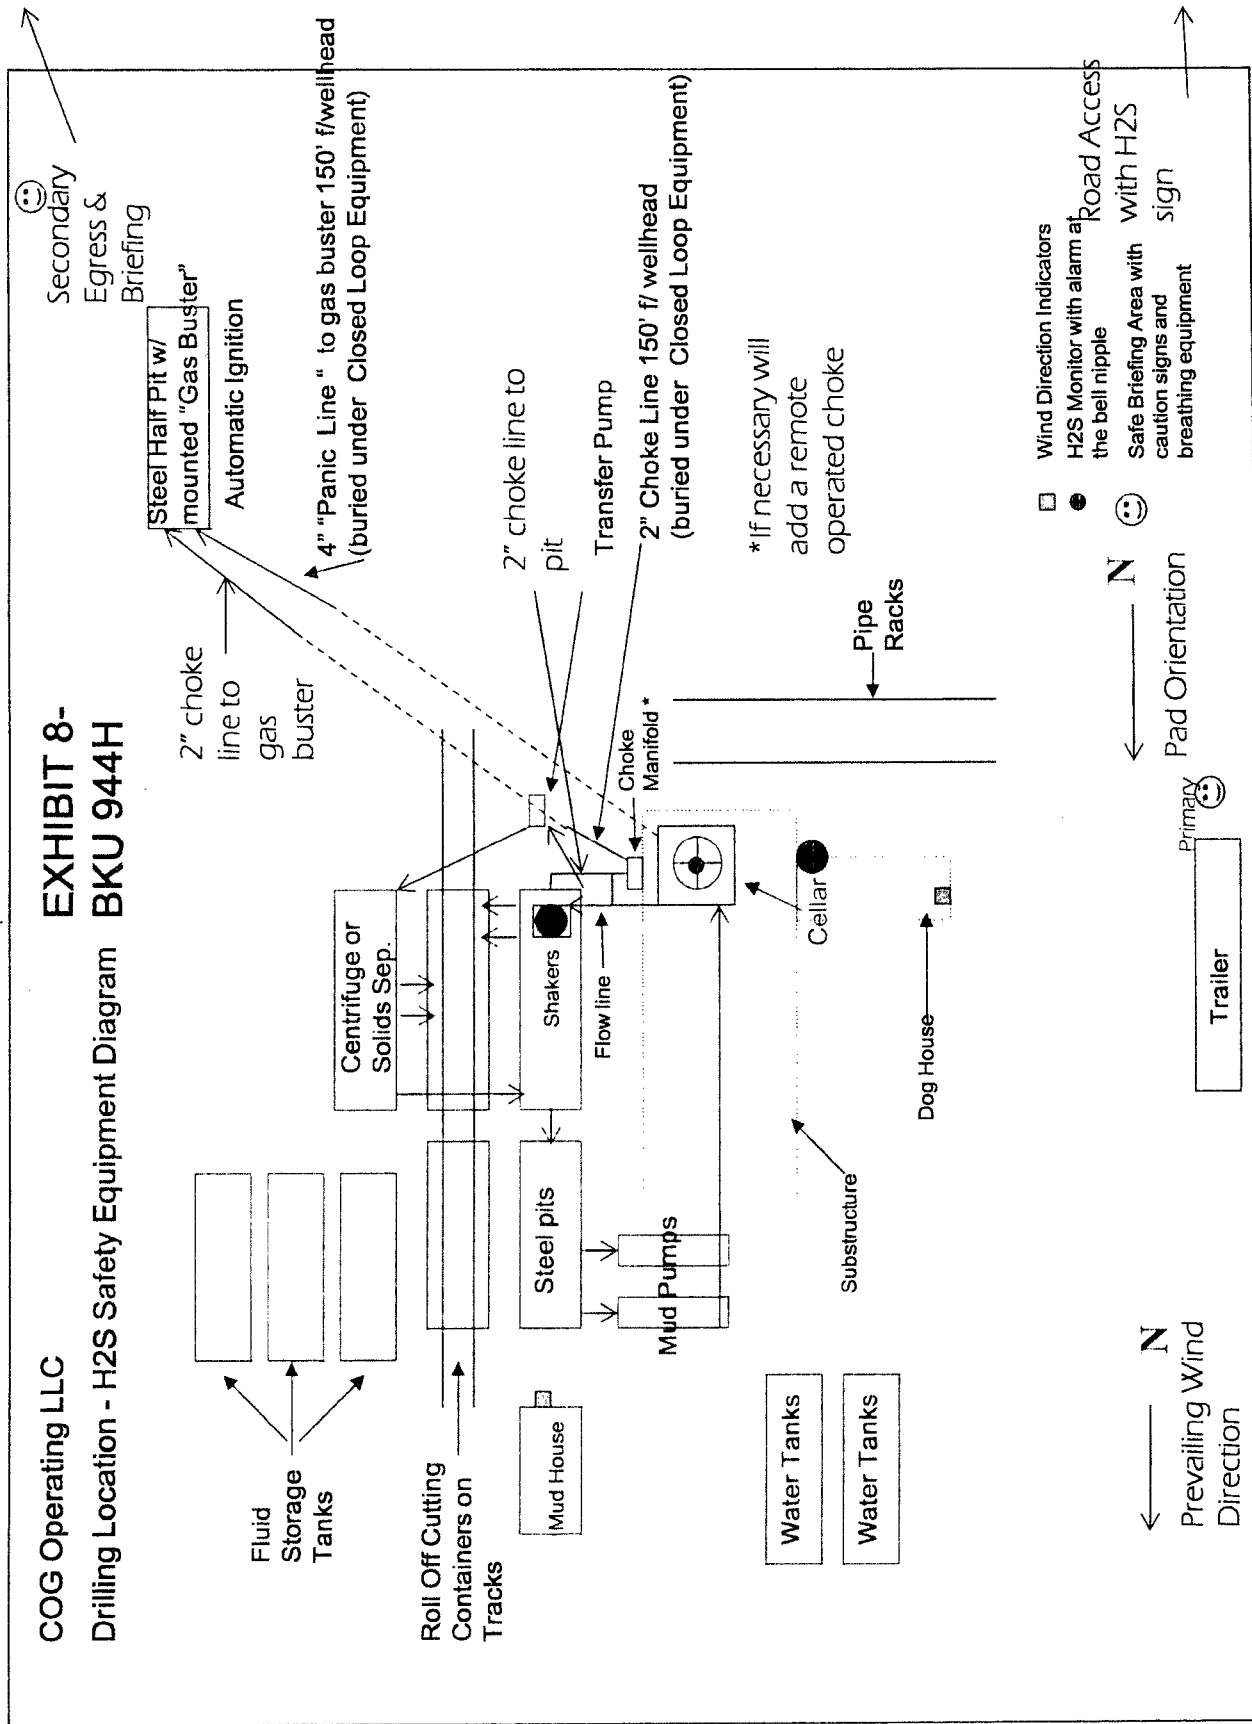 COG Operating LLC
EXHIBIT 8-
Drilling Location - H2S Safety Equipment Diagram BKU 944H
Secondary
Egress &
Briefing
Steel Half Pit w/
mounted "Gas Buster"
Automatic Ignition
2" choke
line to
gas
buster
4" "Panic Line " to gas buster 150' f/wellhead
(buried under Closed Loop Equipment)
Fluid
Storage
Tanks
Centrifuge or
Solids Sep.
Roll Off Cutting
Containers on
Tracks
2" choke line to
pit
Transfer Pump
2" Choke Line 150' f/ wellhead
(buried under Closed Loop Equipment)
Mud House
Steel pits
Shakers
Flow line
Choke
Manifold *
*If necessary will
add a remote
operated choke
Mud Pumps
Cellar
Pipe
Racks
Water Tanks
Water Tanks
Substructure
Dog House
Wind Direction Indicators
H2S Monitor with alarm at
the bell nipple
Safe Briefing Area with
caution signs and
breathing equipment
Road Access
with H2S
sign
N
Prevailing Wind
Direction
Trailer
Primary
N
Pad Orientation